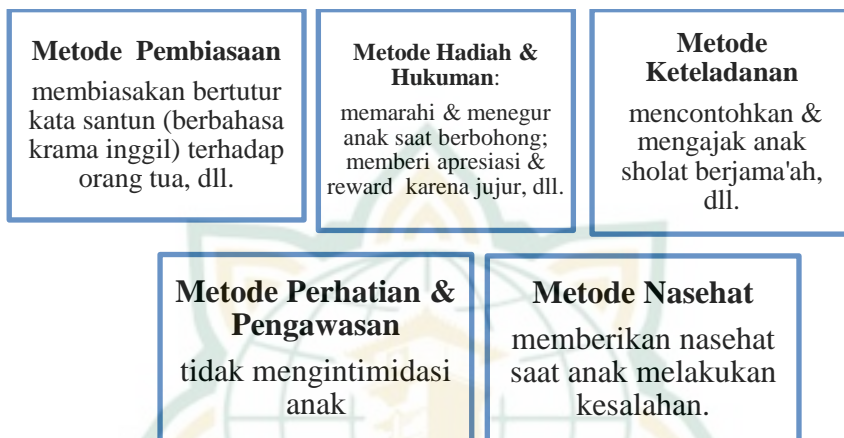 Metode Pembiasaan
membiasakan bertutur
kata santun (berbahasa
krama inggil) terhadap
orang tua, dll.
Metode Hadiah &
Hukuman:
memarahi & menegur
anak saat berbohong;
memberi apresiasi &
reward karena jujur, dll.
Metode
Keteladanan
mencontohkan &
mengajak anak
sholat berjama'ah,
dll.
Metode Perhatian &
Pengawasan
tidak mengintimidasi
anak
Metode Nasehat
memberikan nasehat
saat anak melakukan
kesalahan.